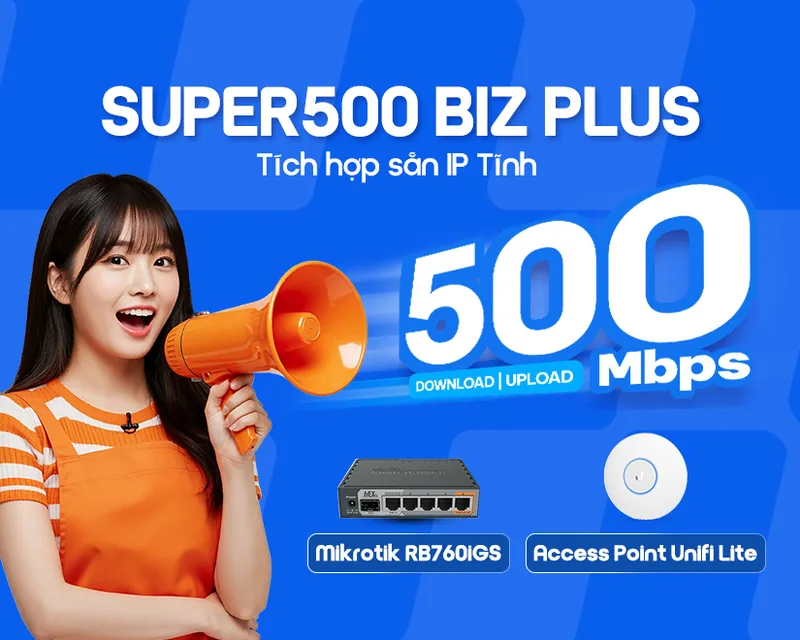 SUPER500 BIZ PLUS
Tích hợp sẵn IP Tĩnh
500
Mbps
DOWNLOAD | UPLOAD
Mikrotik RB760iGS
Access Point Unifi Lite